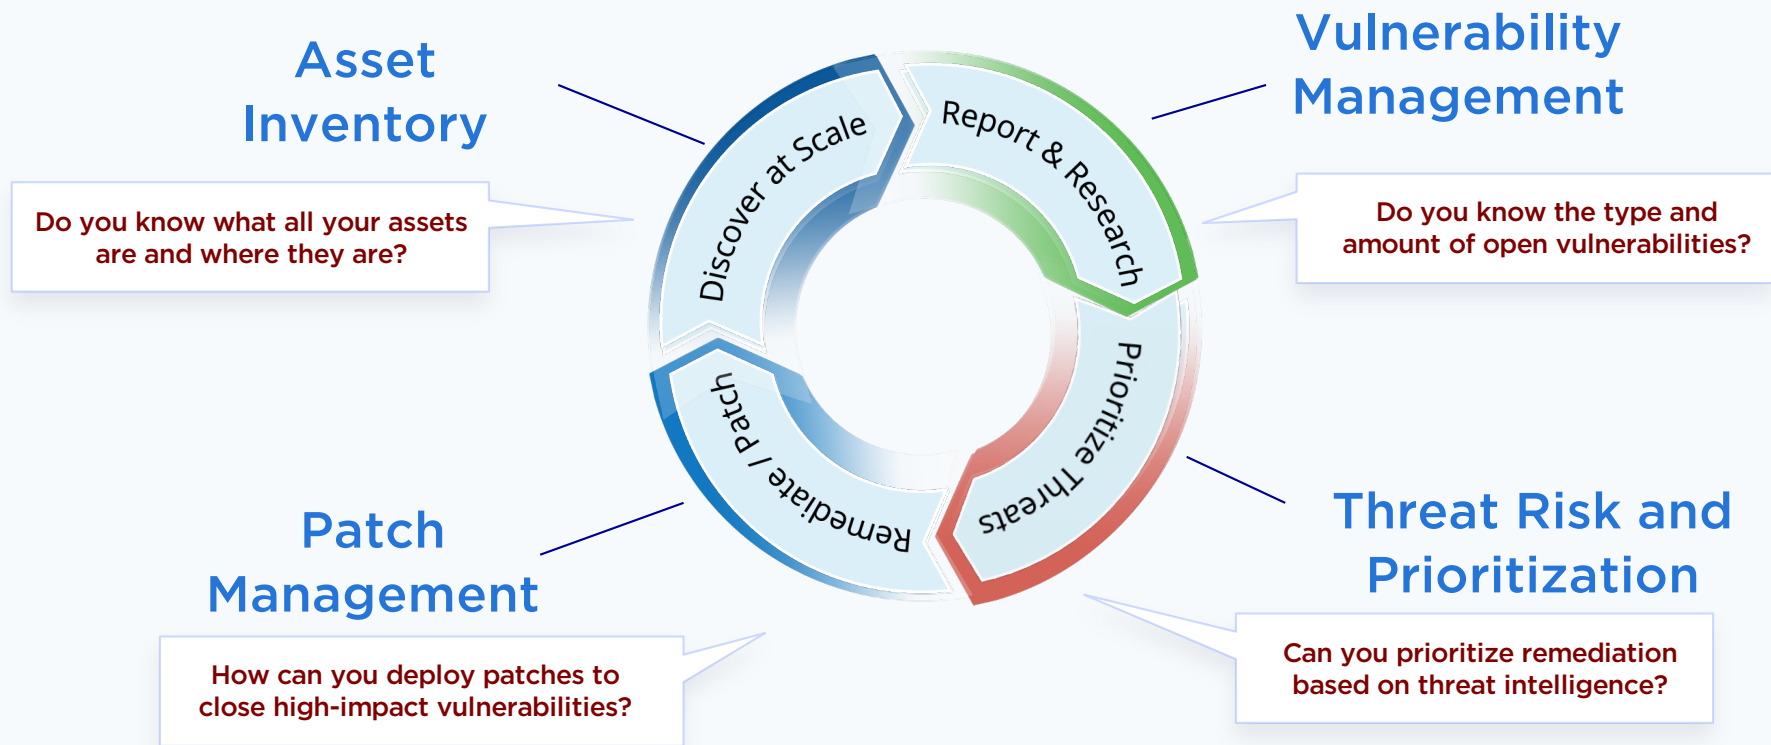 Asset
Inventory
Do you know what all your assets
are and where they are?
Discover at Scale
Report & Research
Vulnerability
Management
Do you know the type and
amount of open vulnerabilities?
Prioritize Threats
Threat Risk and
Prioritization
Can you prioritize remediation
based on threat intelligence?
Remediate / Patch
Patch
Management
How can you deploy patches to
close high-impact vulnerabilities?